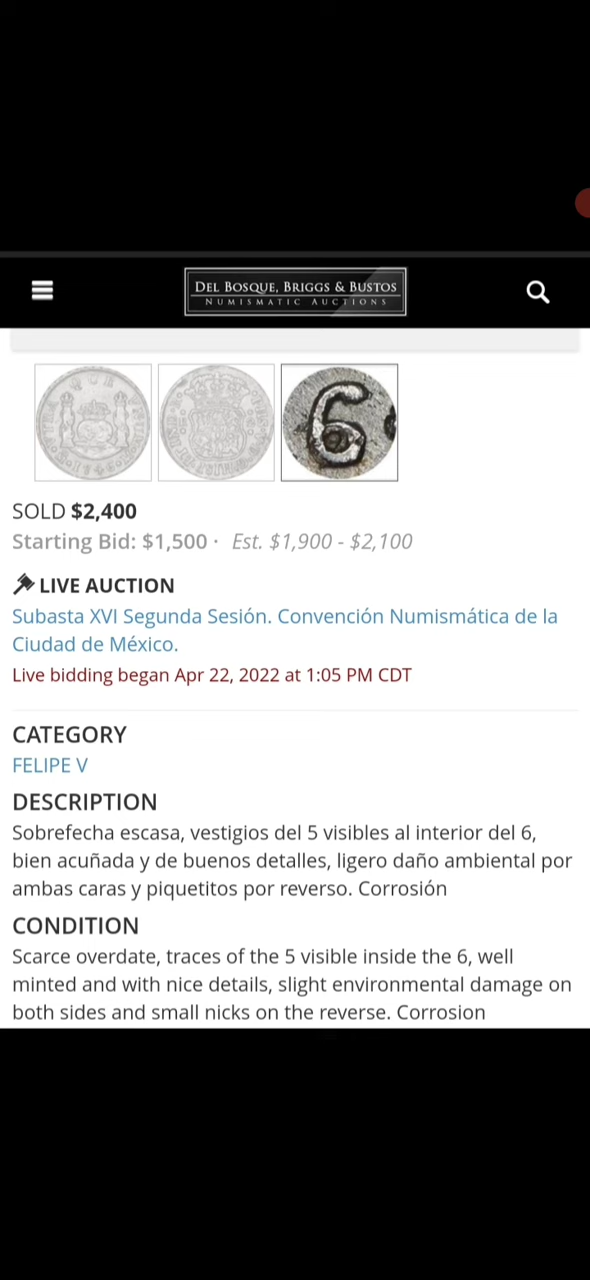 DEL BOSQUE, BRIGGS & BUSTOS
NUMISMATIC AUCTIONS
6
SOLD $2,400
Starting Bid: $1,500 · Est. $1,900 - $2,100
LIVE AUCTION
Subasta XVI Segunda Sesión. Convención Numismática de la
Ciudad de México.
Live bidding began Apr 22, 2022 at 1:05 PM CDT
CATEGORY
FELIPE V
DESCRIPTION
Sobrefecha escasa, vestigios del 5 visibles al interior del 6,
bien acuñada y de buenos detalles, ligero daño ambiental por
ambas caras y piquetitos por reverso. Corrosión
CONDITION
Scarce overdate, traces of the 5 visible inside the 6, well
minted and with nice details, slight environmental damage on
both sides and small nicks on the reverse. Corrosion